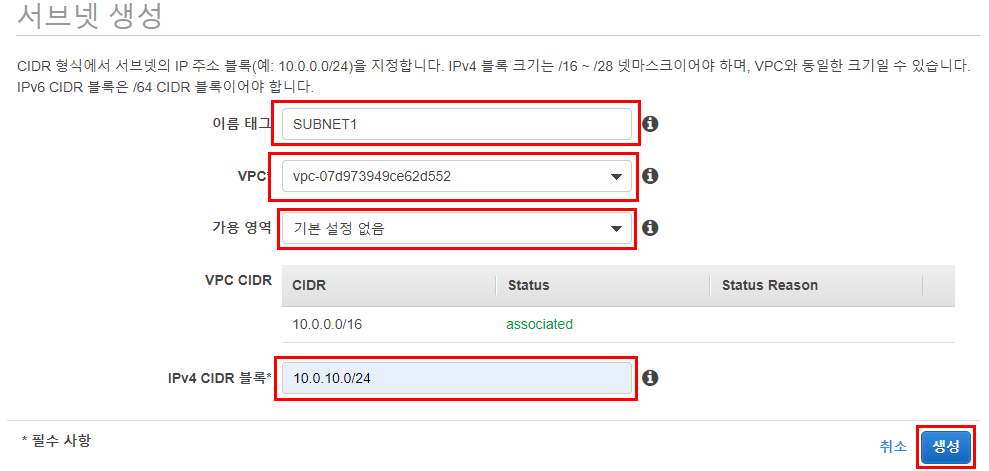 서브넷 생성
CIDR 형식에서 서브넷의 IP 주소 블록(예: 10.0.0.0/24)을 지정합니다. IPv4 블록 크기는 /16 ~ /28 넷마스크이어야 하며, VPC와 동일한 크기일 수 있습니다.
IPv6 CIDR 블록은 /64 CIDR 블록이어야 합니다.
이름 태그 SUBNET1
VPC* vpc-07d973949ce62d552
가용 영역 기본 설정 없음
VPC CIDR CIDR Status Status Reason
10.0.0.0/16 associated
IPv4 CIDR 블록* 10.0.10.0/24
* 필수 사항 취소 생성